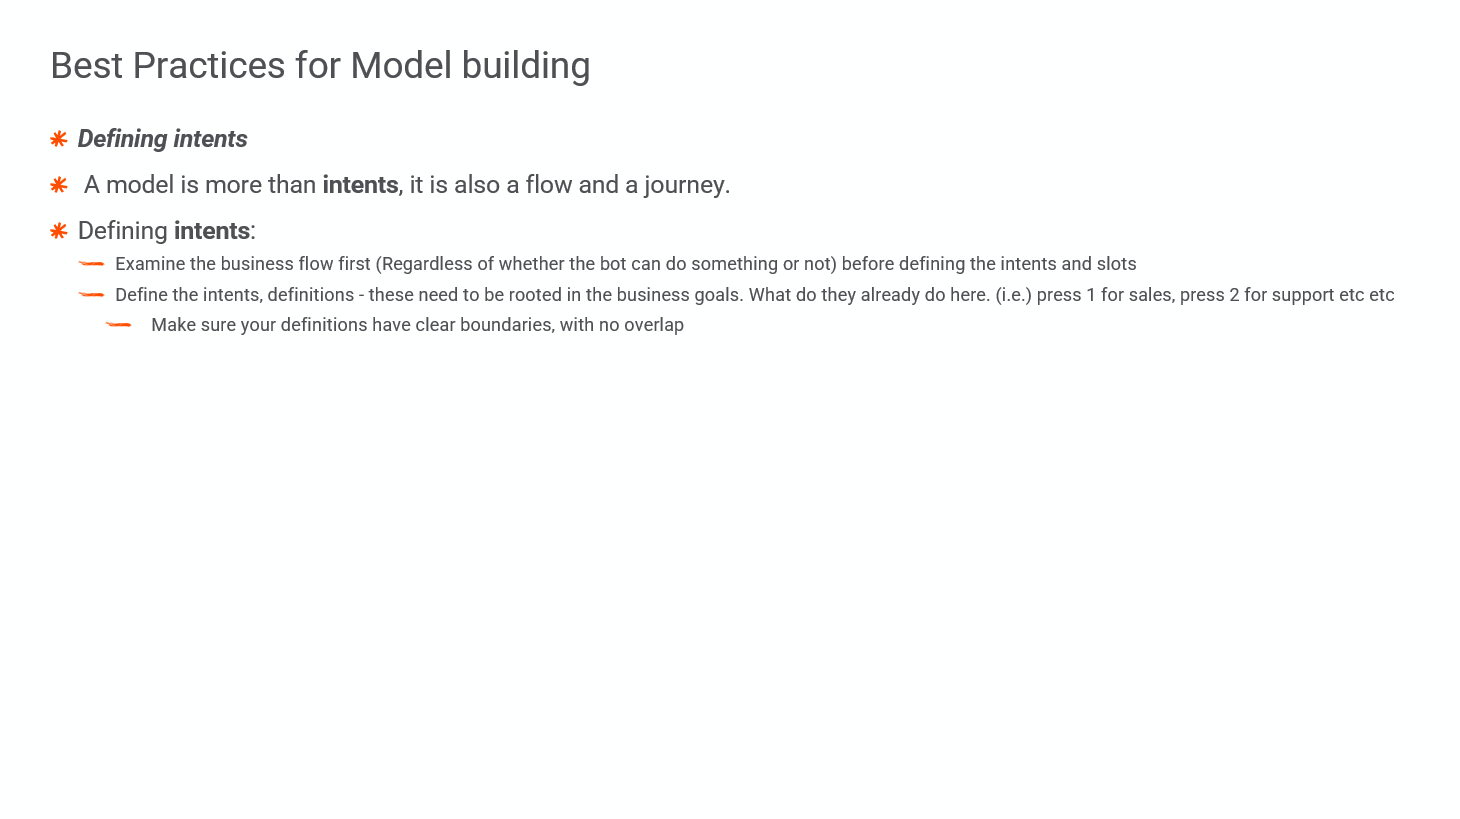 Best Practices for Model building
Defining intents
A model is more than intents, it is also a flow and a journey.
Defining intents:
Examine the business flow first (Regardless of whether the bot can do something or not) before defining the intents and slots
Define the intents, definitions - these need to be rooted in the business goals. What do they already do here. (i.e.) press 1 for sales, press 2 for support etc etc
Make sure your definitions have clear boundaries, with no overlap